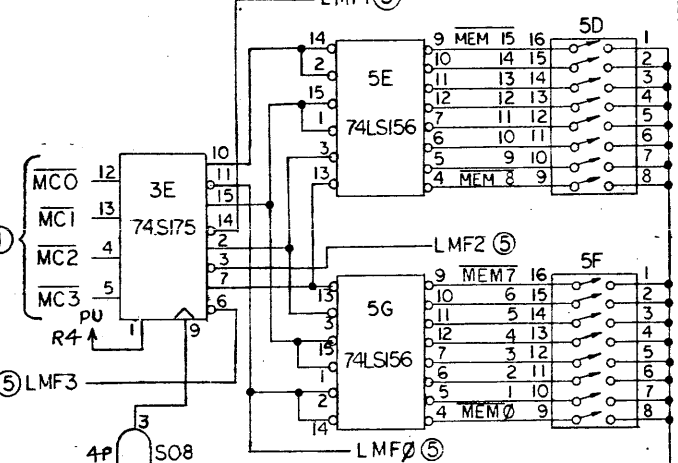 LMF1 ⑤
5D
14
2
15
1
3
13
5E
74LS156
9 MEM 15 16 1
10 14 15 2
11 13 14 3
12 12 13 4
7 11 12 5
6 10 11 6
5 9 10 7
4 MEM 8 9 8
MC0 12
MC1 13
MC2 4
MC3 5
3E
74S175
10
11
15
14
2
3
7
6
1
9
PU
R4
LMF2 ⑤
5F
13
3
15
1
2
14
5G
74LS156
9 MEM7 16 1
10 6 15 2
11 5 14 3
12 4 13 4
7 3 12 5
6 2 11 6
5 1 10 7
4 MEMØ 9 8
⑤ LMF3
3
4P
S08
LMFØ ⑤